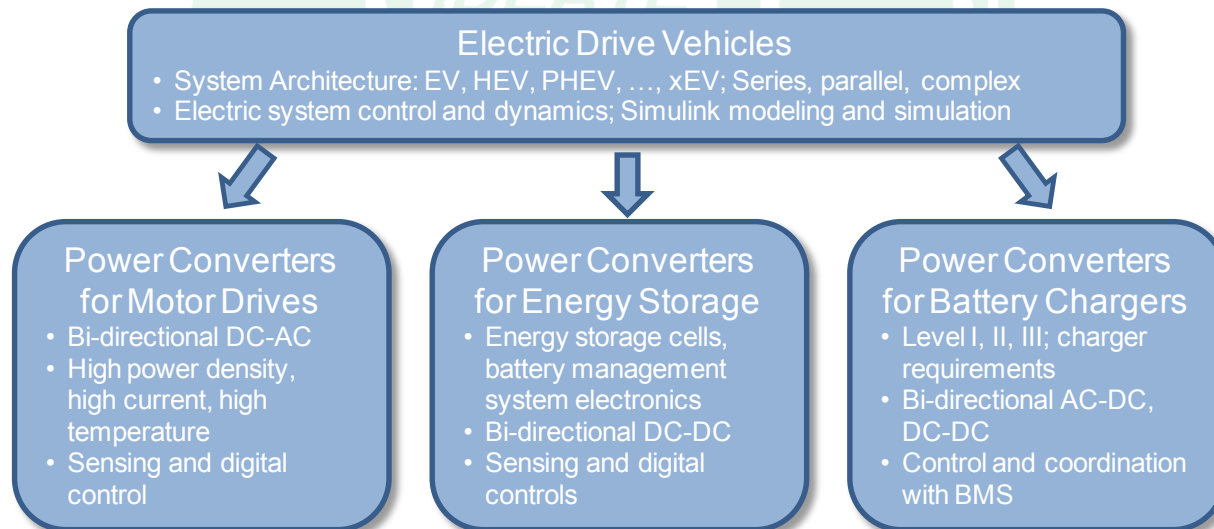 Electric Drive Vehicles
• System Architecture: EV, HEV, PHEV, …, xEV; Series, parallel, complex
• Electric system control and dynamics; Simulink modeling and simulation
Power Converters
for Motor Drives
• Bi-directional DC-AC
• High power density,
high current, high
temperature
• Sensing and digital
control
Power Converters
for Energy Storage
• Energy storage cells,
battery management
system electronics
• Bi-directional DC-DC
• Sensing and digital
controls
Power Converters
for Battery Chargers
• Level I, II, III; charger
requirements
• Bi-directional AC-DC,
DC-DC
• Control and coordination
with BMS